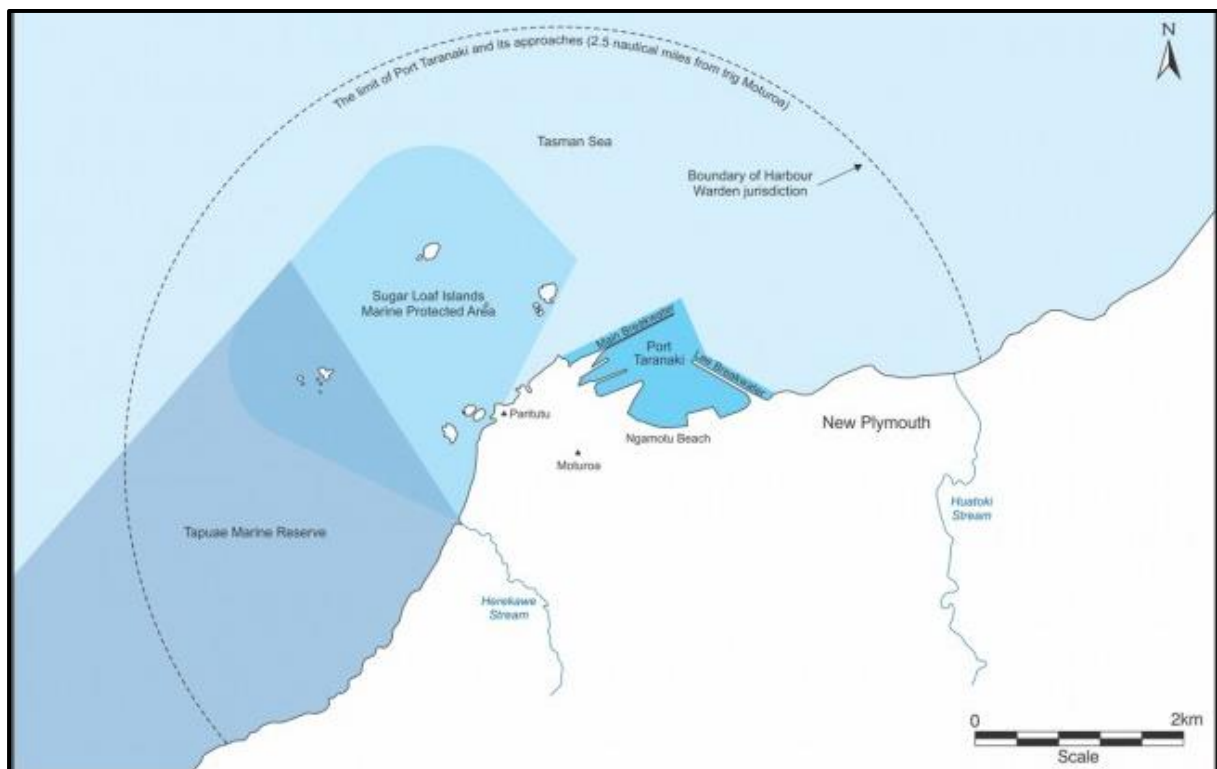 N
The limit of Port Taranaki and its approaches (2.5 nautical miles from trig Moturoa)
Tasman Sea
Boundary of Harbour
Warden jurisdiction
Sugar Loaf Islands
Marine Protected Area
Main Breakwater
Port
Taranaki
Lee Breakwater
Paritutu
Ngamotu Beach
New Plymouth
Moturoa
Huatoki
Stream
Tapuae Marine Reserve
Herekawe
Stream
0 2km
Scale